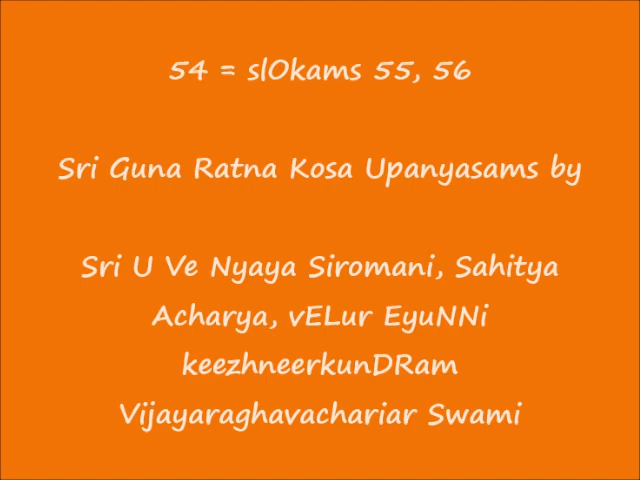 54 = slOkams 55, 56
Sri Guna Ratna Kosa Upanyasams by
Sri U Ve Nyaya Siromani, Sahitya
Acharya, vELur EyuNNi
keezhneerkunDRam
Vijayaraghavachariar Swami